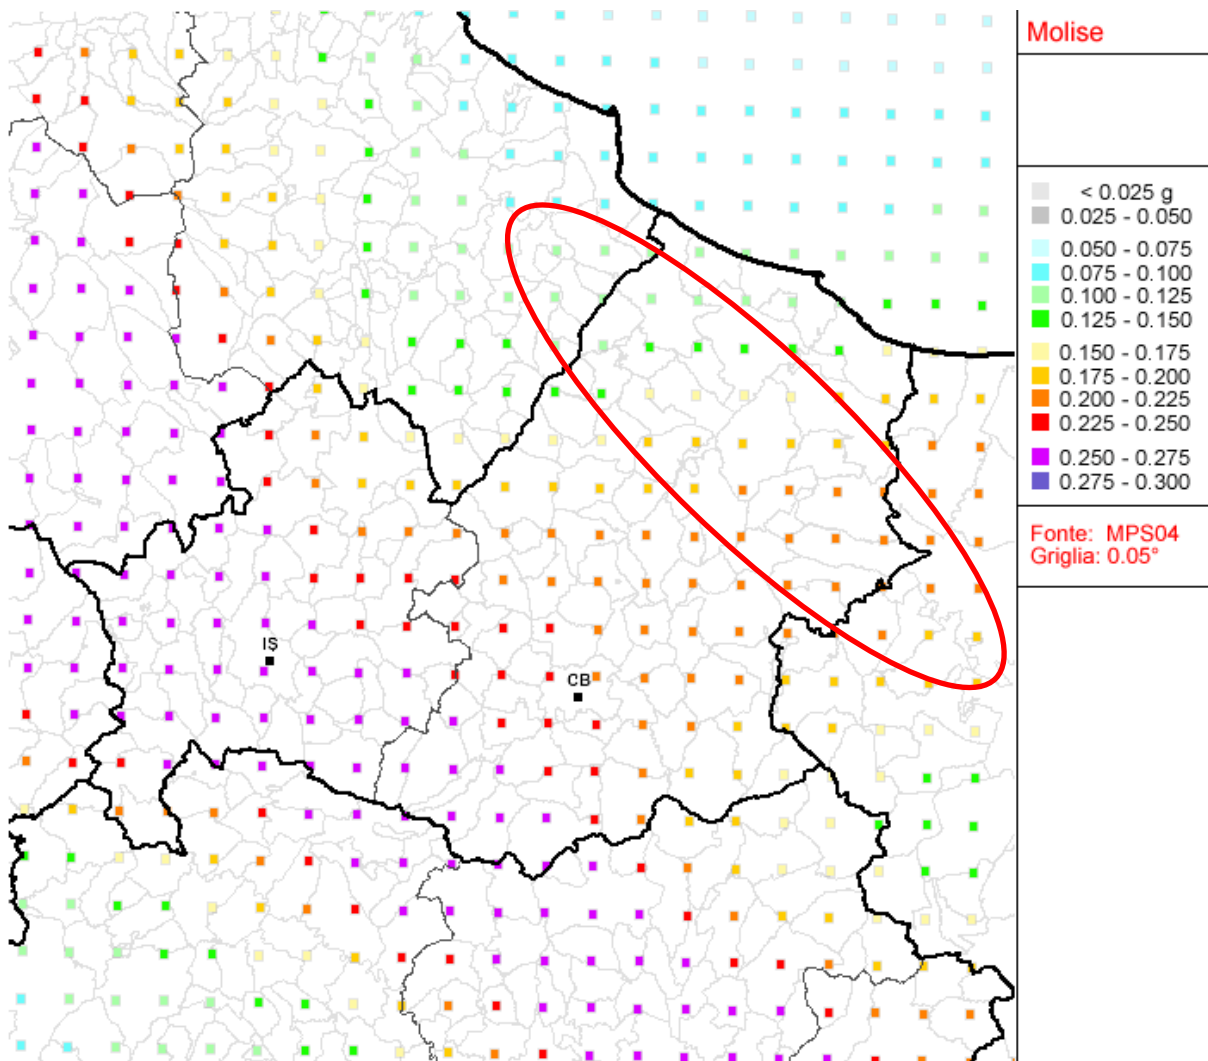 Molise
< 0.025 g
0.025 - 0.050
0.050 - 0.075
0.075 - 0.100
0.100 - 0.125
0.125 - 0.150
0.150 - 0.175
0.175 - 0.200
0.200 - 0.225
0.225 - 0.250
0.250 - 0.275
0.275 - 0.300
Fonte: MPS04
Griglia: 0.05°
IS
CB